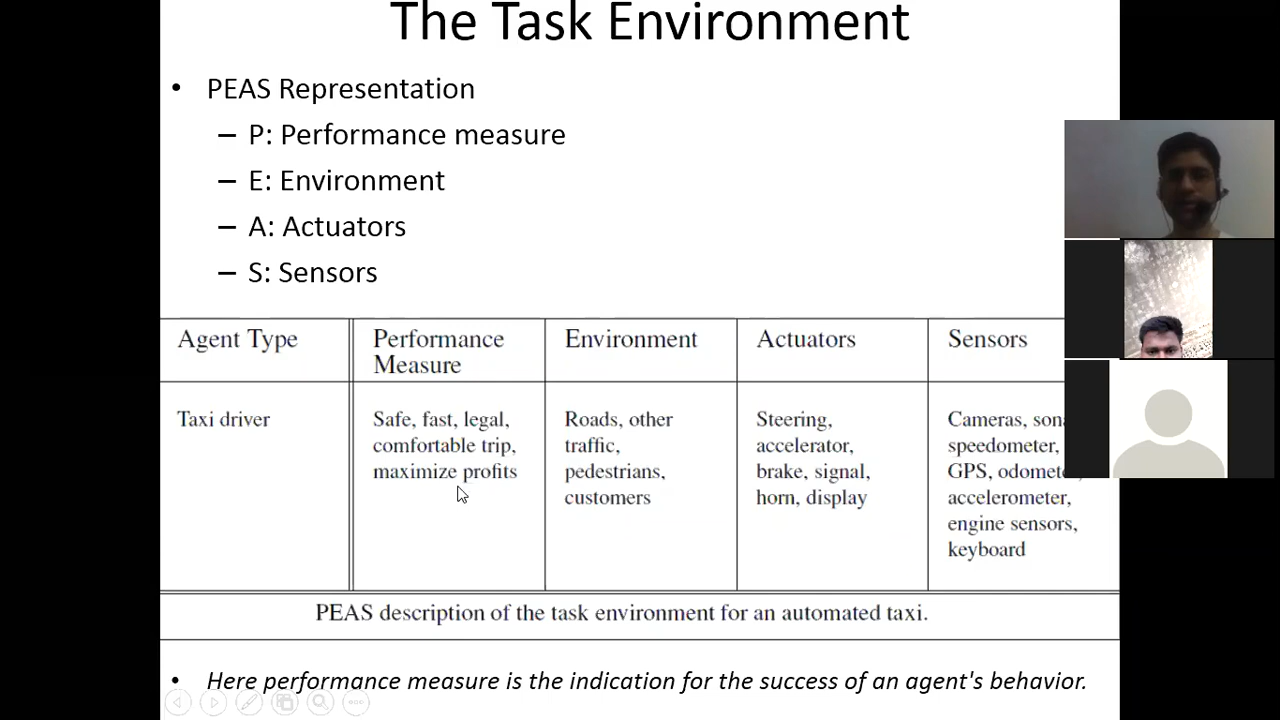 The Task Environment
• PEAS Representation
– P: Performance measure
– E: Environment
– A: Actuators
– S: Sensors
Agent Type
Performance
Measure
Environment
Actuators
Sensors
Taxi driver
Safe, fast, legal,
comfortable trip,
maximize profits
Roads, other
traffic,
pedestrians,
customers
Steering,
accelerator,
brake, signal,
horn, display
Cameras,
speedometer,
GPS,
accelerometer,
engine sensors,
keyboard
PEAS description of the task environment for an automated taxi.
• Here performance measure is the indication for the success of an agent's behavior.